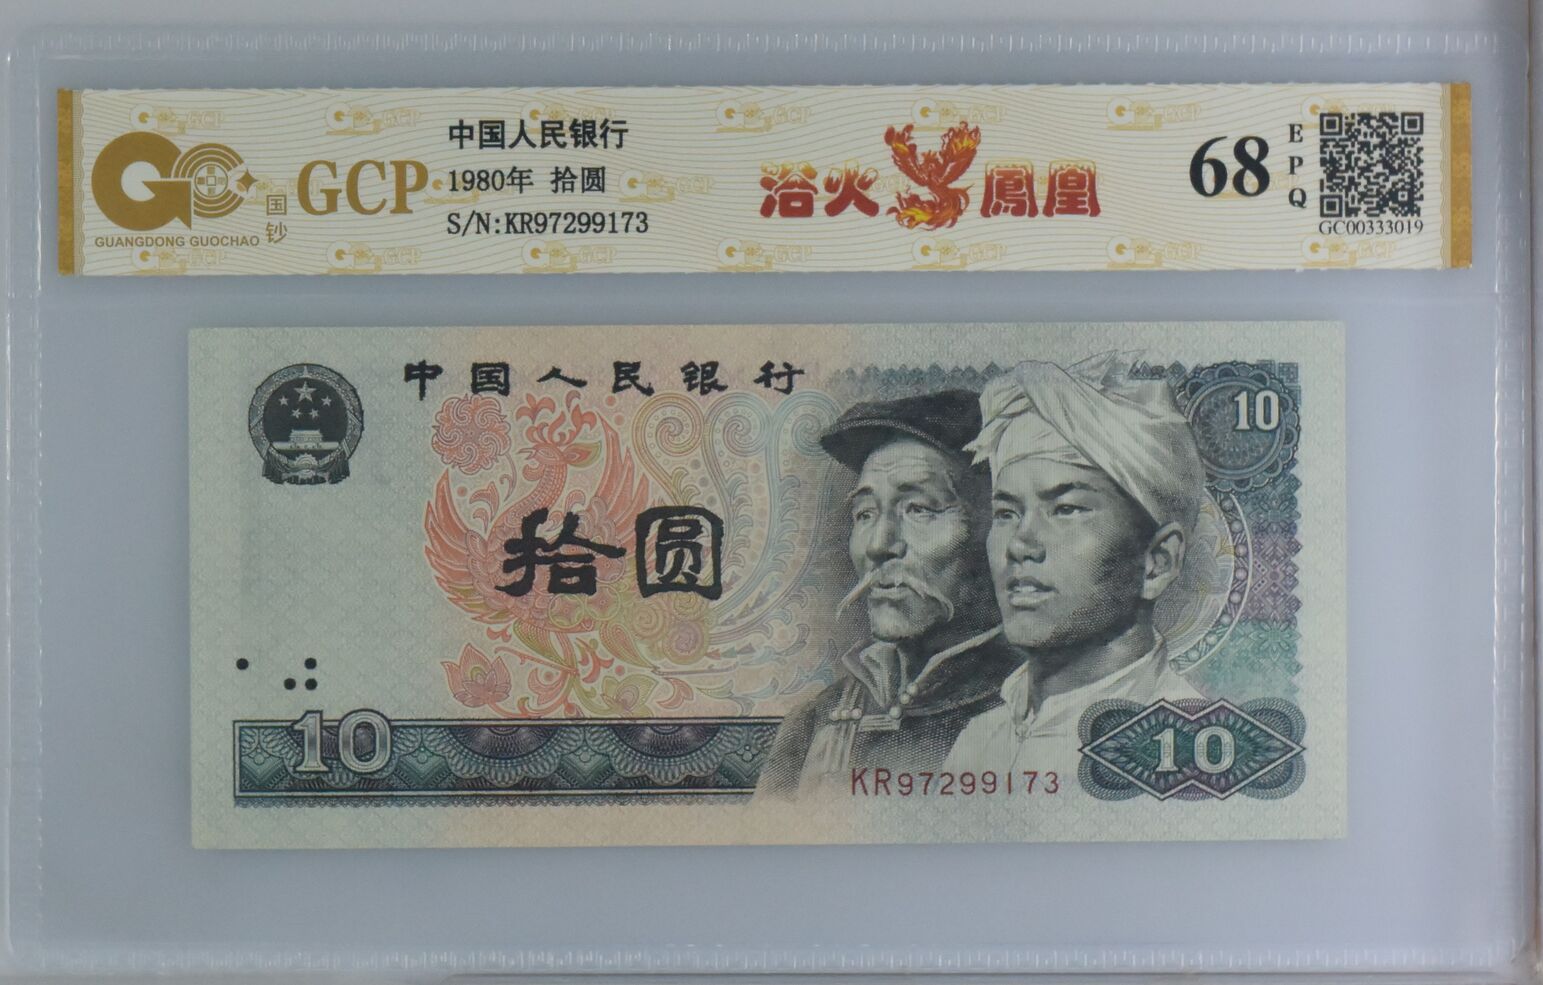 GCP
国钞
GUANGDONG GUOCHAO
中国人民银行
1980年 拾圆
S/N:KR97299173
浴火鳳凰
68
EPQ
GC00333019
中国人民银行
10
拾圆
10
KR97299173
10